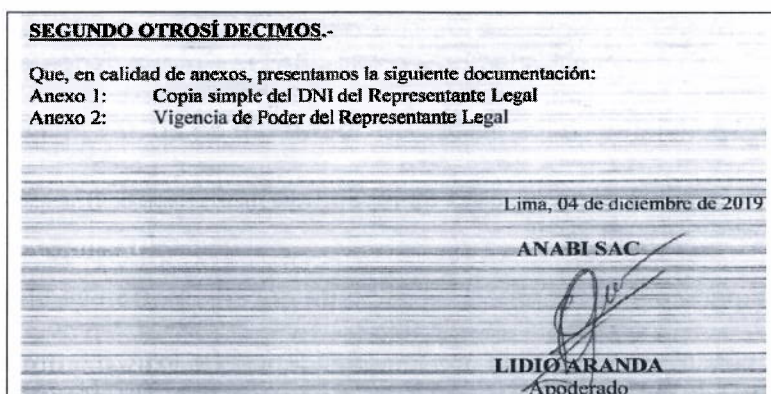 SEGUNDO OTROSÍ DECIMOS.-
Que, en calidad de anexos, presentamos la siguiente documentación:
Anexo 1: Copia simple del DNI del Representante Legal
Anexo 2: Vigencia de Poder del Representante Legal
Lima, 04 de diciembre de 2019
ANABI SAC
LIDIO ARANDA
Apoderado